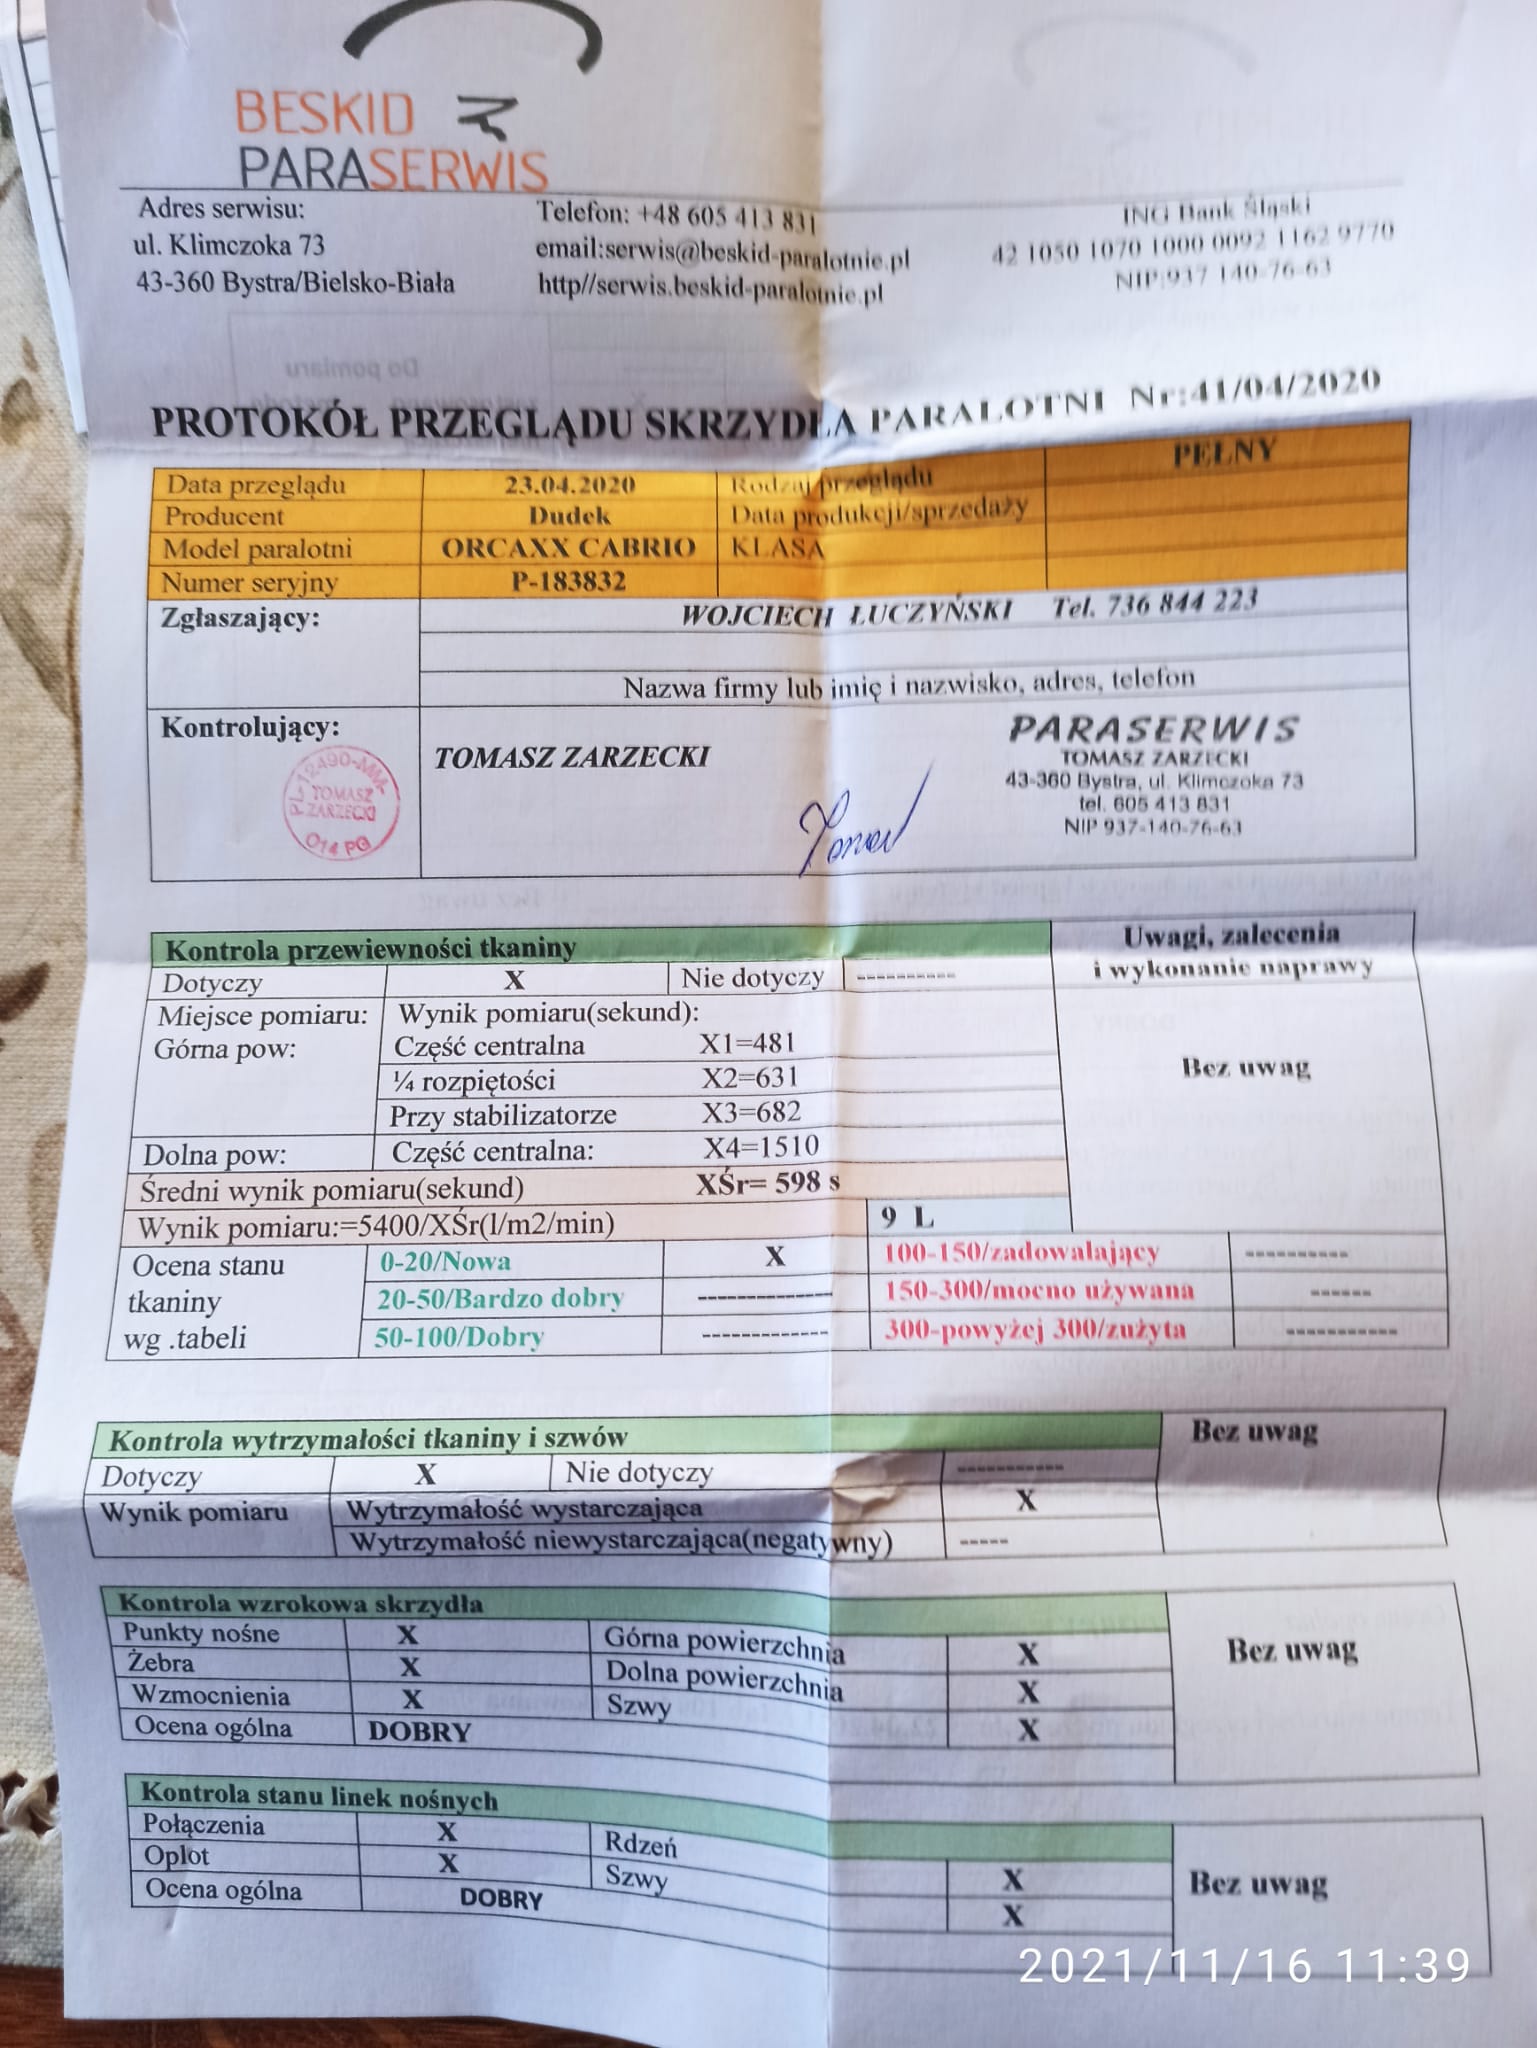 BESKID
PARASERWIS
Adres serwisu:
ul. Klimczoka 73
43-360 Bystra/Bielsko-Biała
Telefon: +48 605 413 831
email:serwis@beskid-paralotnie.pl
http//serwis.beskid-paralotnie.pl
ING Bank Śląski
42 1050 1070 1000 0092 1162 9770
NIP:937 140-76-63
Do pomiaru
PROTOKÓŁ PRZEGLĄDU SKRZYDŁA PARALOTNI Nr:41/04/2020
Data przeglądu 23.04.2020 Rodzaj przeglądu PEŁNY
Producent Dudek Data produkcji/sprzedaży
Model paralotni ORCAXX CABRIO KLASA
Numer seryjny P-183832
Zgłaszający: WOJCIECH ŁUCZYŃSKI Tel. 736 844 223
Nazwa firmy lub imię i nazwisko, adres, telefon
Kontrolujący: TOMASZ ZARZECKI
TOMASZ
ZARZECKI
014 PG
PARASERWIS
TOMASZ ZARZECKI
43-360 Bystra, ul. Klimczoka 73
tel. 605 413 831
NIP 937-140-76-63
Kontrola przewiewności tkaniny
Uwagi, zalecenia
i wykonanie naprawy
Dotyczy X Nie dotyczy ----------
Miejsce pomiaru: Wynik pomiaru(sekund):
Górna pow: Część centralna X1=481
¼ rozpiętości X2=631
Bez uwag
Przy stabilizatorze X3=682
Dolna pow: Część centralna: X4=1510
Średni wynik pomiaru(sekund) XŚr= 598 s
Wynik pomiaru:=5400/XŚr(l/m2/min) 9 L
Ocena stanu
tkaniny
wg .tabeli
0-20/Nowa X 100-150/zadowalający ----------
20-50/Bardzo dobry ------------- 150-300/mocno używana ------
50-100/Dobry ------------- 300-powyżej 300/zużyta -----------
Kontrola wytrzymałości tkaniny i szwów Bez uwag
Dotyczy X Nie dotyczy -----------
Wynik pomiaru Wytrzymałość wystarczająca X
Wytrzymałość niewystarczająca(negatywny) -----
Kontrola wzrokowa skrzydła
Punkty nośne X Górna powierzchnia X
Żebra X Dolna powierzchnia X
Wzmocnienia X Szwy X
Ocena ogólna DOBRY
Bez uwag
Kontrola stanu linek nośnych
Połączenia X Rdzeń X
Oplot X Szwy X
Ocena ogólna DOBRY
Bez uwag
2021/11/16 11:39